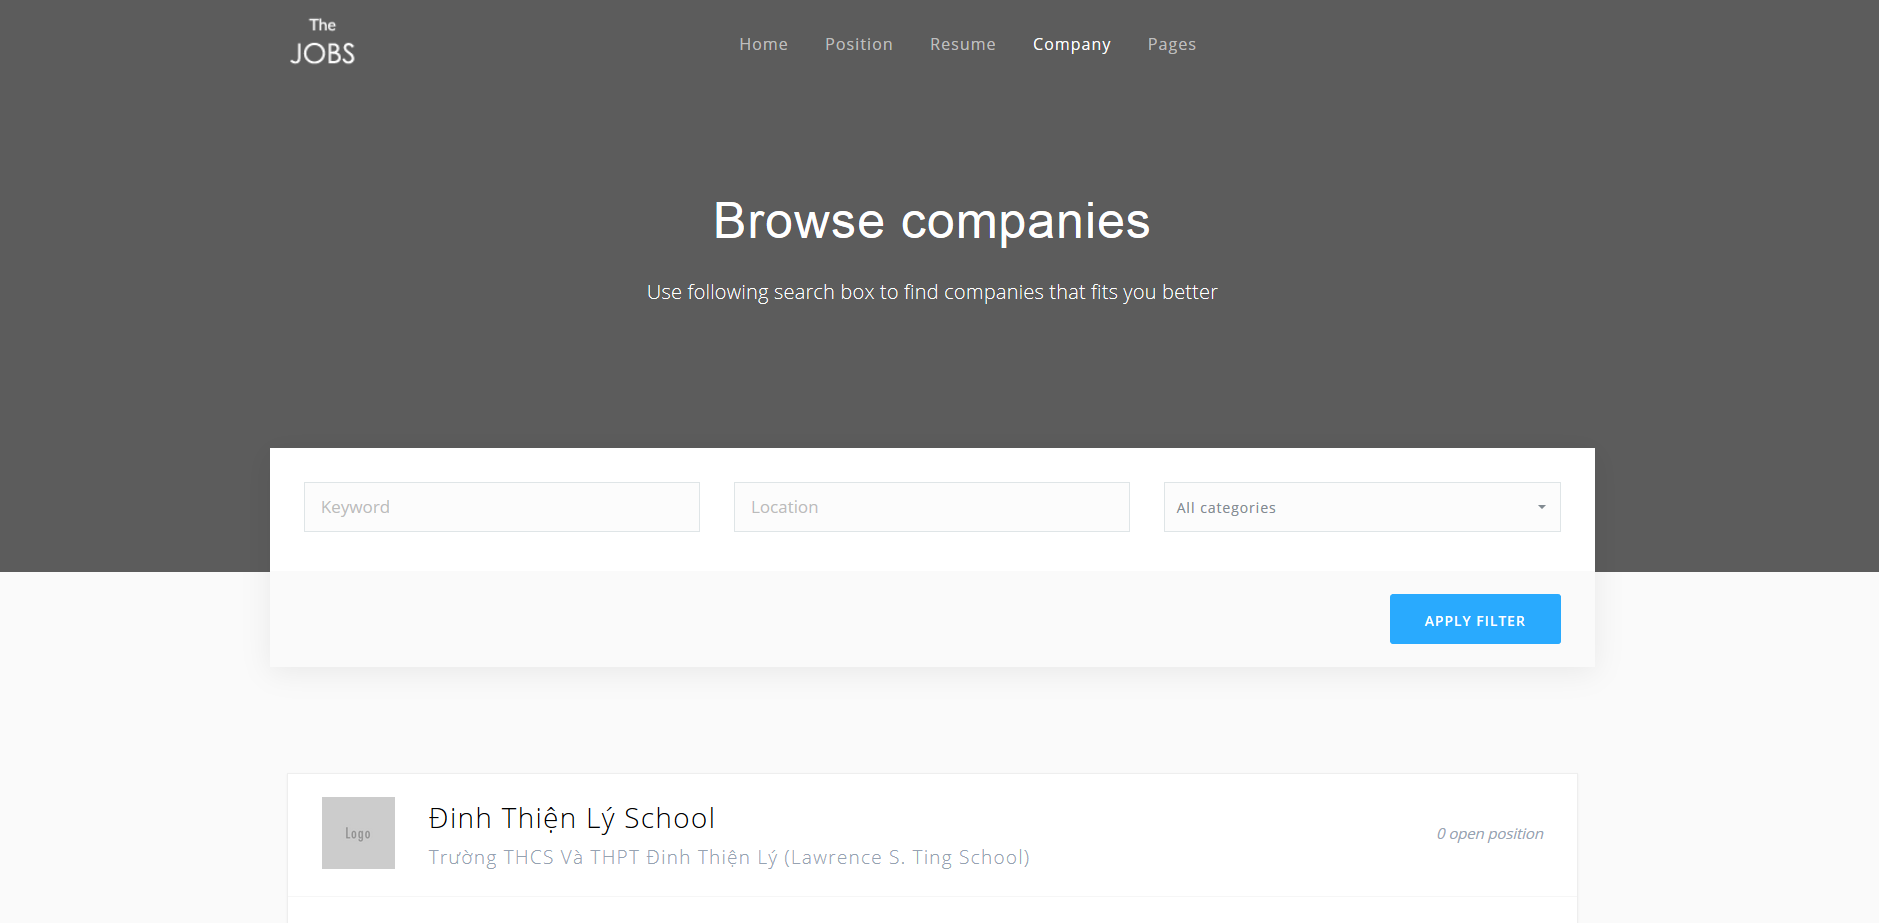 The
JOBS
Home Position Resume Company Pages
Browse companies
Use following search box to find companies that fits you better
Keyword
Location
All categories
APPLY FILTER
Logo
Đinh Thiện Lý School
Trường THCS Và THPT Đinh Thiện Lý (Lawrence S. Ting School)
0 open position